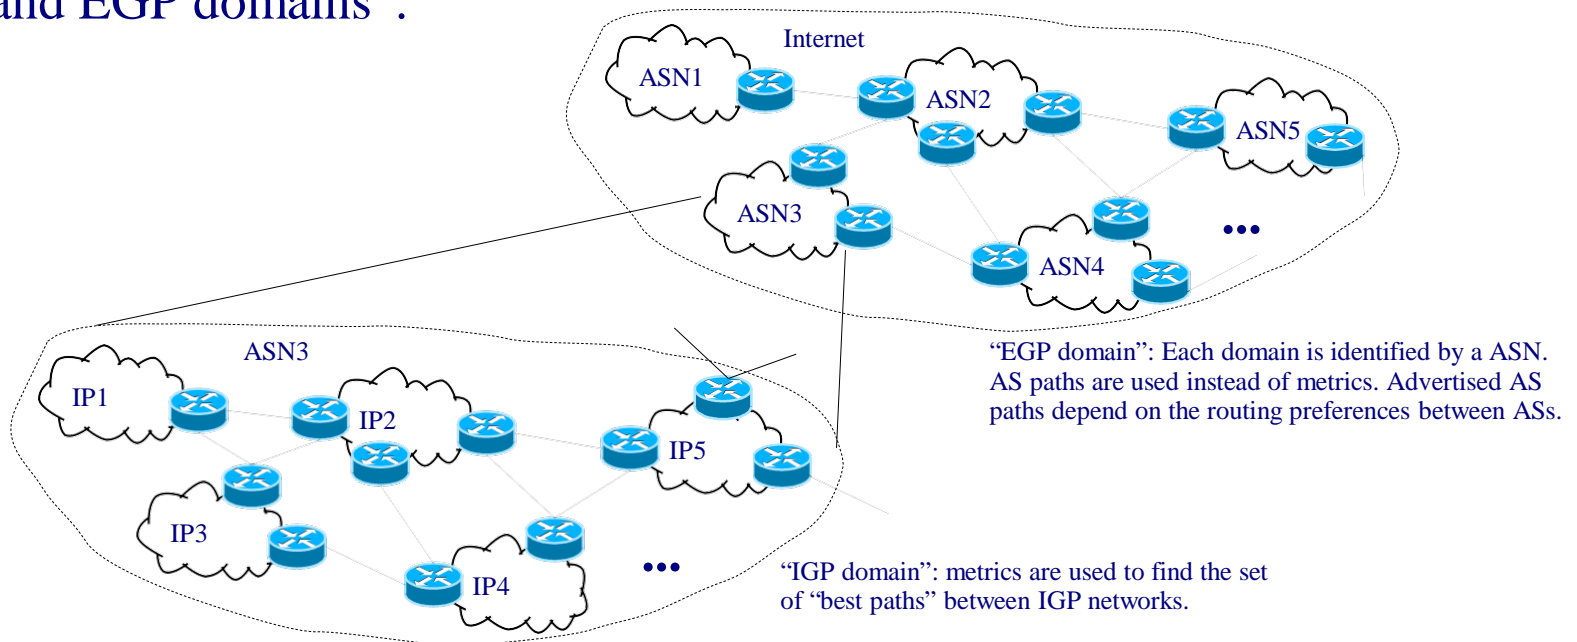 and EGP domains".
Internet
ASN1
ASN2
ASN5
ASN3
ASN4
•••
ASN3
IP1
IP2
IP5
IP3
IP4
•••
“EGP domain”: Each domain is identified by a ASN.
AS paths are used instead of metrics. Advertised AS
paths depend on the routing preferences between ASs.
“IGP domain”: metrics are used to find the set
of “best paths” between IGP networks.